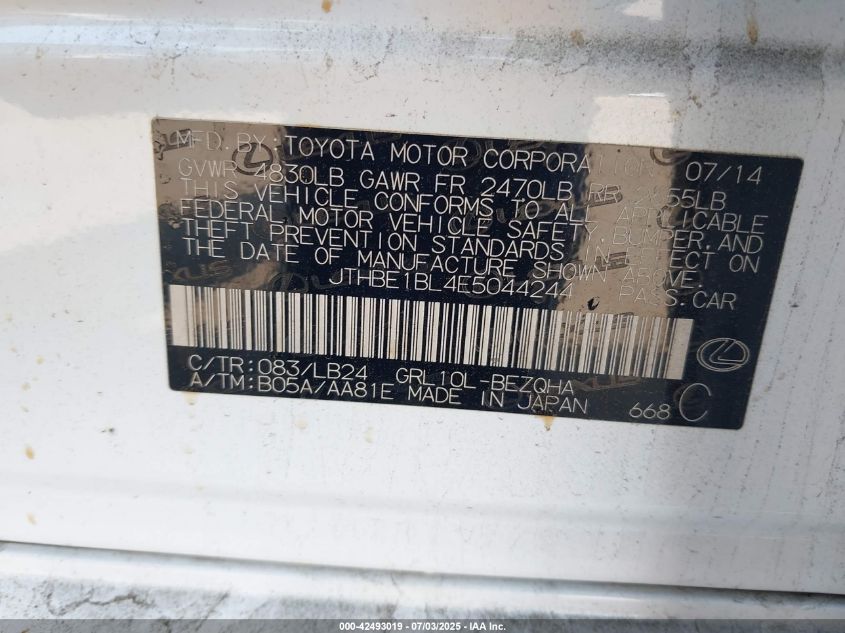 MFD. BY: TOYOTA MOTOR CORPORATION 07/14
GVWR 4830LB GAWR FR 2470LB RR 2555LB
THIS VEHICLE CONFORMS TO ALL APPLICABLE
FEDERAL MOTOR VEHICLE SAFETY, BUMPER, AND
THEFT PREVENTION STANDARDS IN EFFECT ON
THE DATE OF MANUFACTURE SHOWN ABOVE.
JTHBE1BL4E5044244 PASS. CAR
C/TR: 083/LB24 GRL10L-BEZQHA
A/TM: B05A/AA81E MADE IN JAPAN 668 C
000-42493019 - 07/03/2025 - IAAI CORP